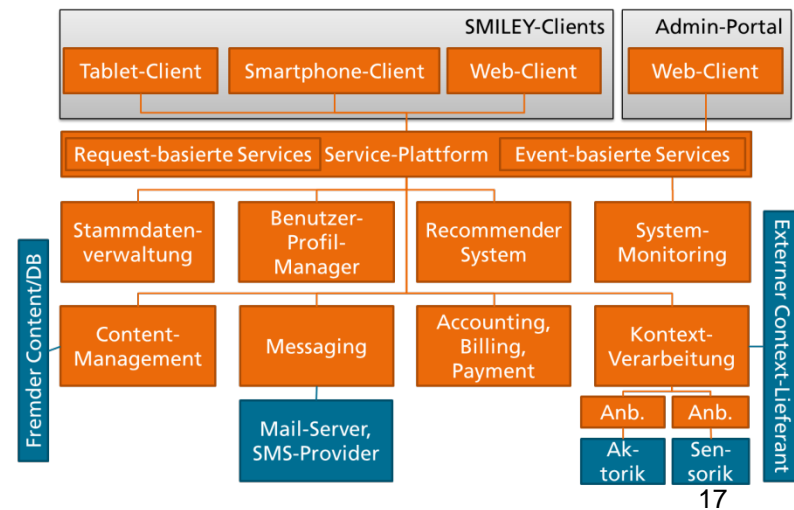 SMILEY-Clients
Admin-Portal
Tablet-Client
Smartphone-Client
Web-Client
Web-Client
Request-basierte Services
Service-Plattform
Event-basierte Services
Stammdaten-
verwaltung
Benutzer-
Profil-
Manager
Recommender
System
System-
Monitoring
Fremder Content/DB
Content-
Management
Messaging
Accounting,
Billing,
Payment
Kontext-
Verarbeitung
Externer Context-Lieferant
Mail-Server,
SMS-Provider
Anb.
Anb.
Ak-
torik
Sen-
sorik
17